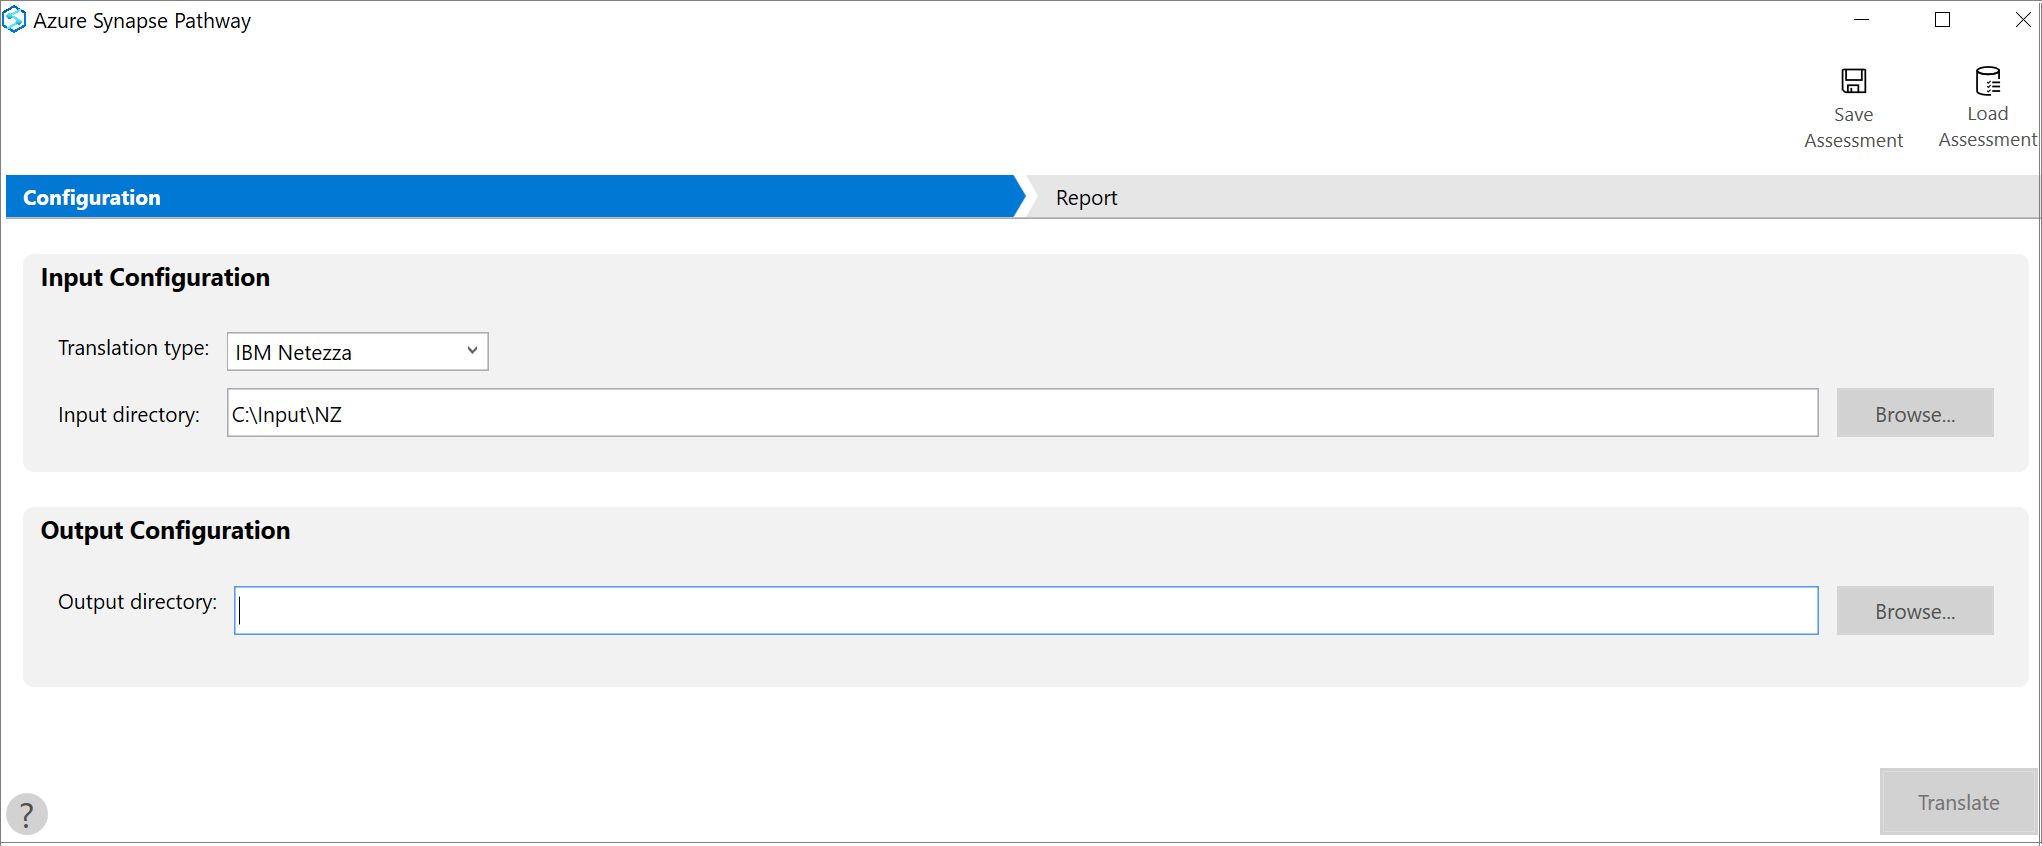 Azure Synapse Pathway
Save
Assessment
Load
Assessment
Configuration
Report
Input Configuration
Translation type:
IBM Netezza
Input directory:
C:\Input\NZ
Browse...
Output Configuration
Output directory:
Browse...
?
Translate